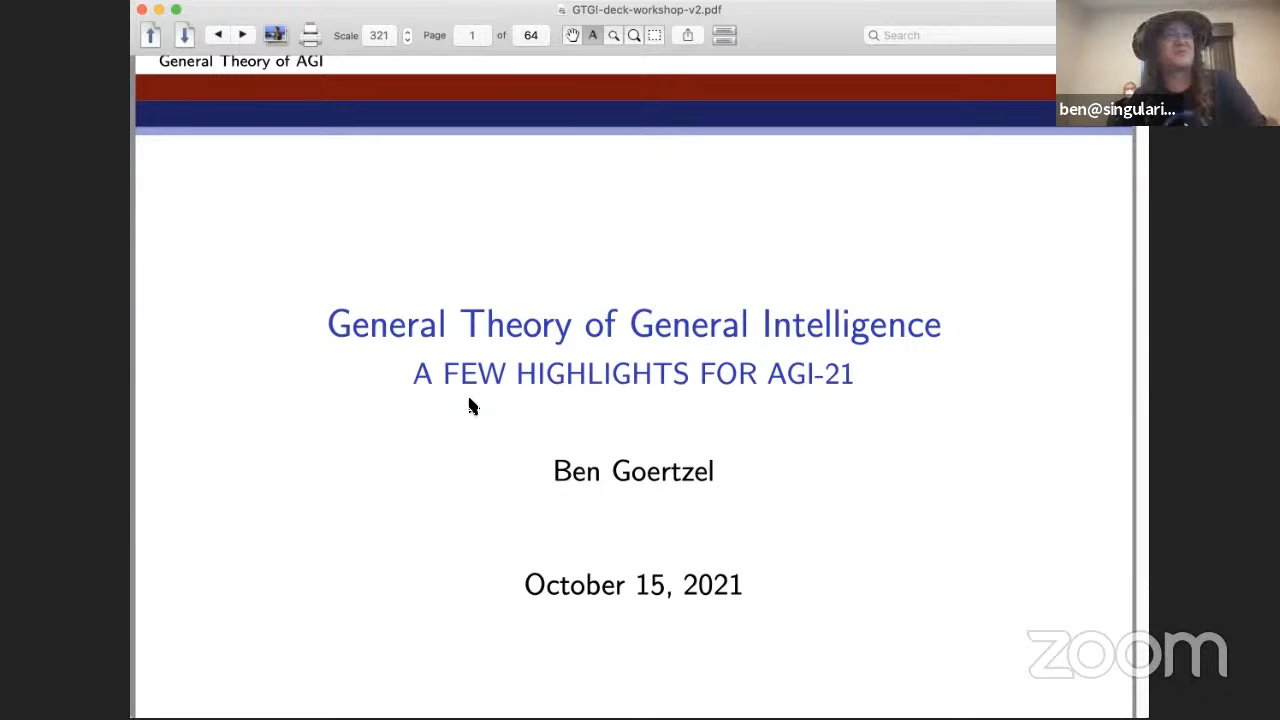 GTGI-deck-workshop-v2.pdf
Scale 321 Page 1 of 64 A Search
General Theory of AGI
ben@singulari...
General Theory of General Intelligence
A FEW HIGHLIGHTS FOR AGI-21
Ben Goertzel
October 15, 2021
zoom